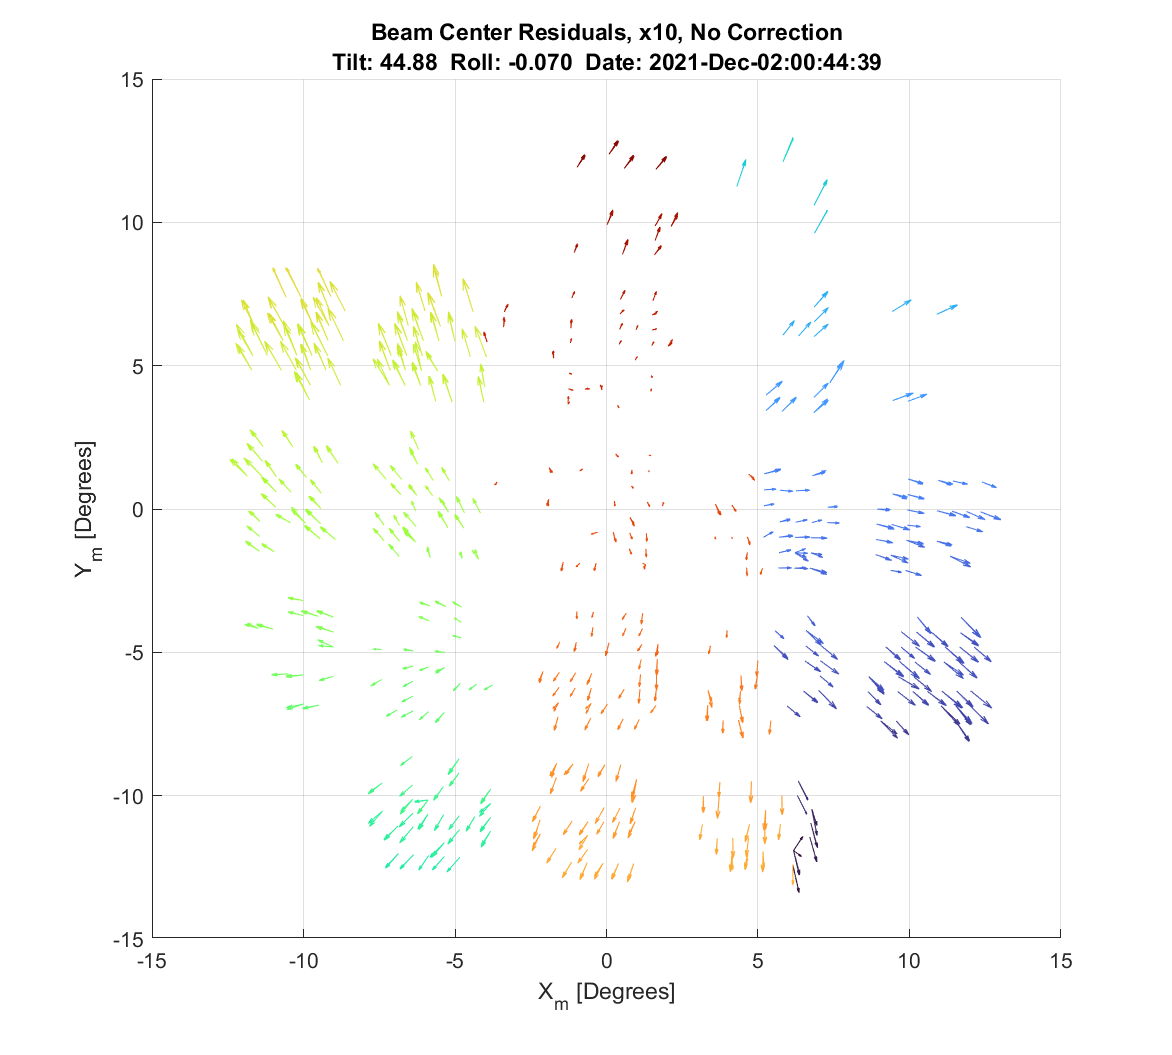 Beam Center Residuals, x10, No Correction
Tilt: 44.88 Roll: -0.070 Date: 2021-Dec-02:00:44:39
15
10
5
0
-5
-10
-15
Y_m [Degrees]
-15 -10 -5 0 5 10 15
X_m [Degrees]